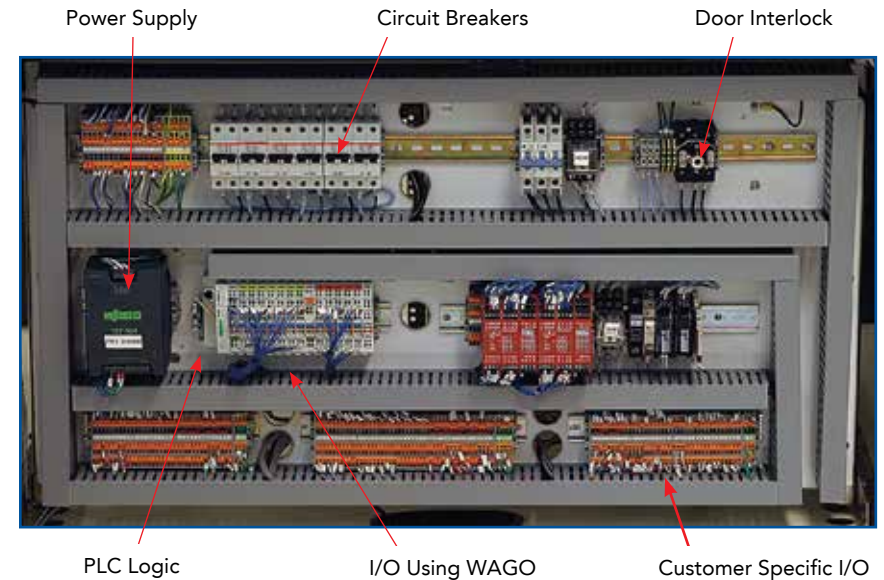 Power Supply
Circuit Breakers
Door Interlock
WAGO
PLC Logic
I/O Using WAGO
Customer Specific I/O